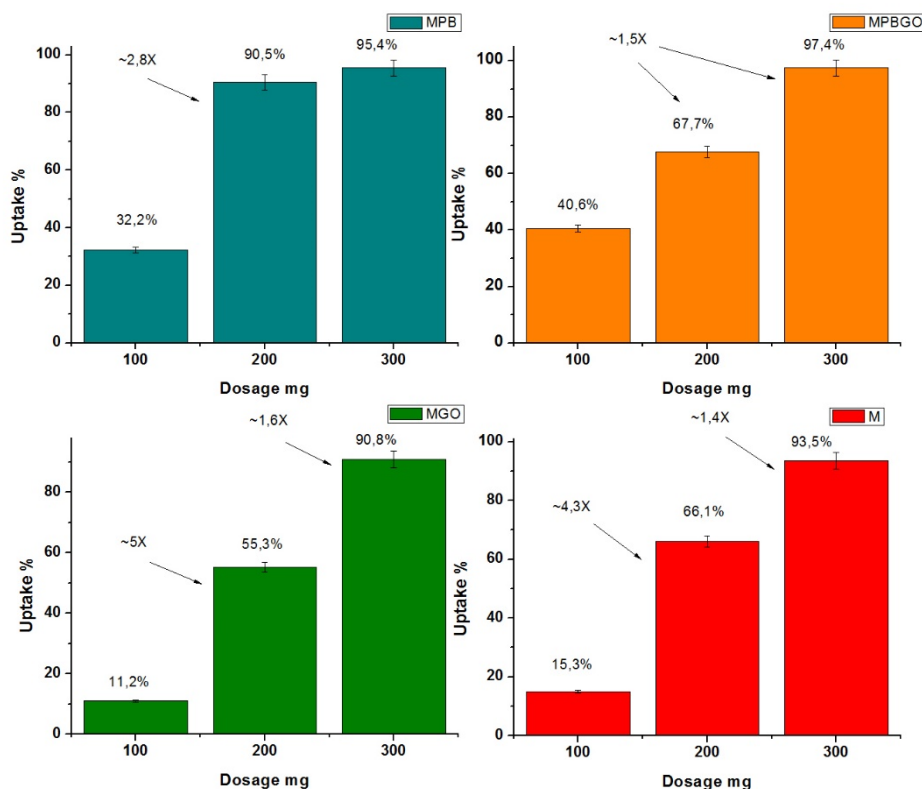 MPB
~2,8X
90,5%
95,4%
32,2%
Uptake %
100
80
60
40
20
0
100
200
300
Dosage mg
MPBGO
~1,5X
97,4%
67,7%
40,6%
Uptake %
100
80
60
40
20
0
100
200
300
Dosage mg
MGO
~1,6X
90,8%
~5X
55,3%
11,2%
Uptake %
80
60
40
20
0
100
200
300
Dosage mg
M
~1,4X
93,5%
~4,3X
66,1%
15,3%
Uptake %
100
80
60
40
20
0
100
200
300
Dosage mg